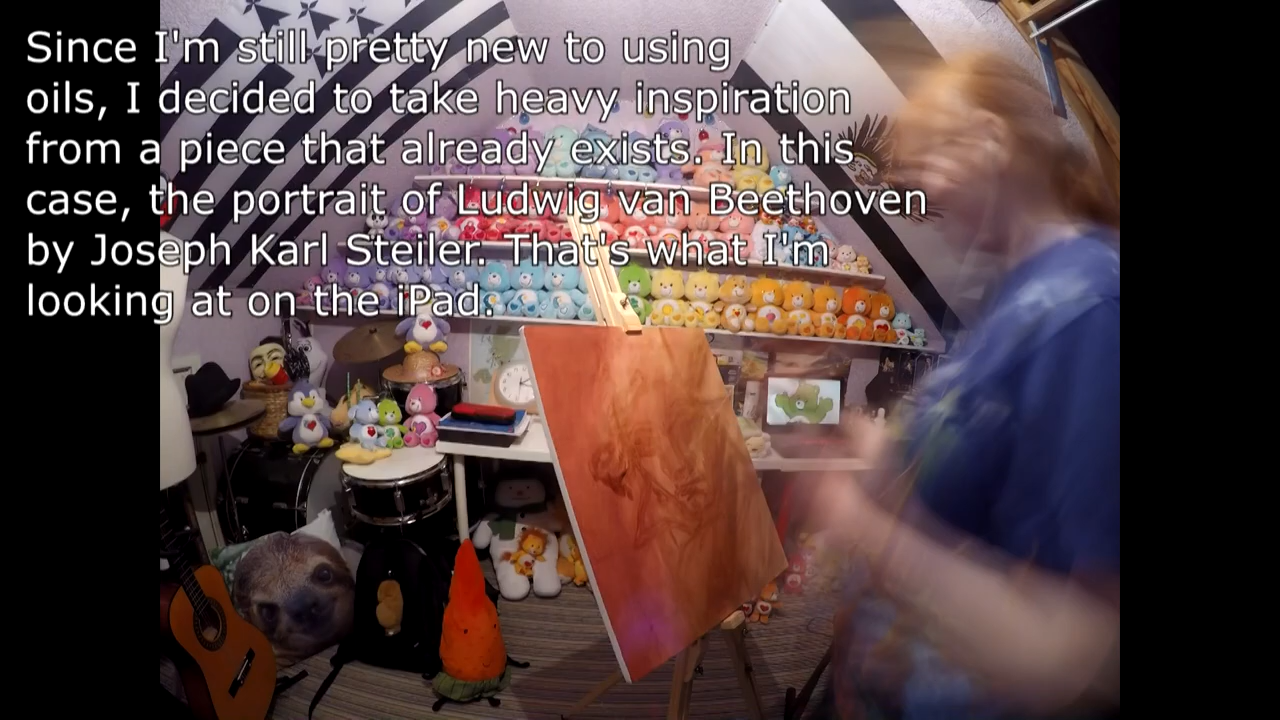 Since I'm still pretty new to using
oils, I decided to take heavy inspiration
from a piece that already exists. In this
case, the portrait of Ludwig van Beethoven
by Joseph Karl Steiler. That's what I'm
looking at on the iPad.